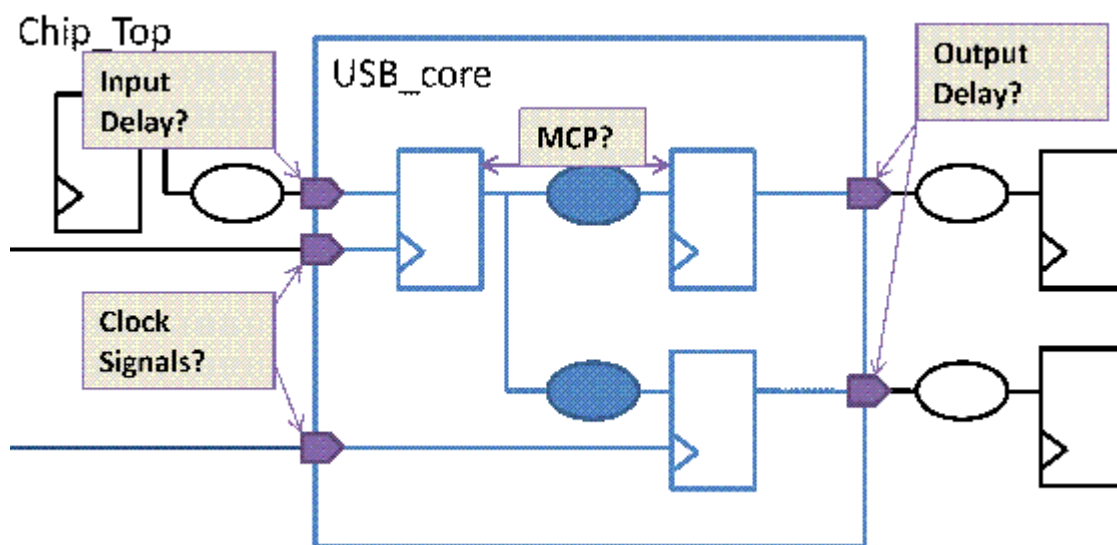 Chip_Top
Input
Delay?
USB_core
MCP?
Output
Delay?
Clock
Signals?